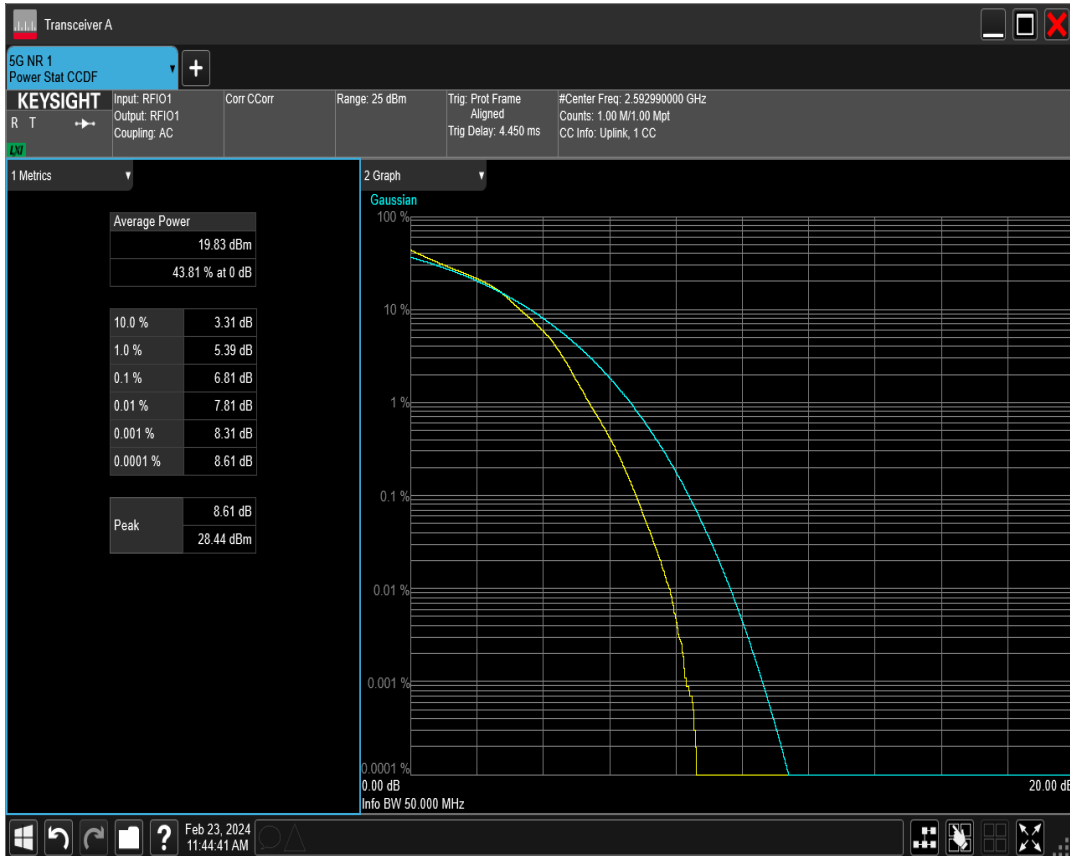 Transceiver A
5G NR 1
Power Stat CCDF
+
KEYSIGHT
R T
LXI
Input: RFIO1
Output: RFIO1
Coupling: AC
Corr CCorr
Range: 25 dBm
Trig: Prot Frame
Aligned
Trig Delay: 4.450 ms
#Center Freq: 2.592990000 GHz
Counts: 1.00 M/1.00 Mpt
CC Info: Uplink, 1 CC
1 Metrics
Average Power
19.83 dBm
43.81 % at 0 dB
10.0 % 3.31 dB
1.0 % 5.39 dB
0.1 % 6.81 dB
0.01 % 7.81 dB
0.001 % 8.31 dB
0.0001 % 8.61 dB
Peak
8.61 dB
28.44 dBm
2 Graph
Gaussian
100 %
10 %
1 %
0.1 %
0.01 %
0.001 %
0.0001 %
0.00 dB 20.00 dB
Info BW 50.000 MHz
?
Feb 23, 2024
11:44:41 AM